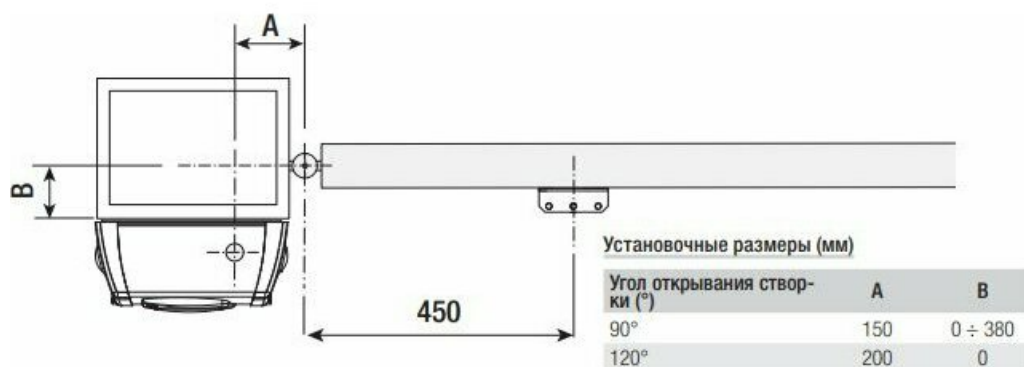 A
B
450
Установочные размеры (мм)
Угол открывания створ-
ки (°) A B
90° 150 0 ÷ 380
120° 200 0